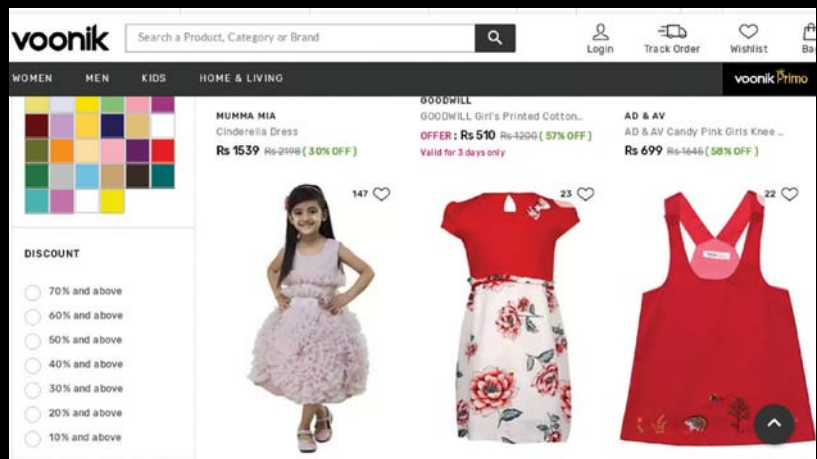 voonik
Search a Product, Category or Brand
Login
Track Order
Wishlist
Ba
WOMEN MEN KIDS HOME & LIVING
voonik Primo
MUMMA MIA
Cinderella Dress
Rs 1539 Rs 2198 ( 30% OFF )
GOODWILL
GOODWILL Girl's Printed Cotton...
OFFER : Rs 510 Rs 1200 ( 57% OFF )
Valid for 3 days only
AD & AV
AD & AV Candy Pink Girls Knee ...
Rs 699 Rs 1645 ( 58% OFF )
147
23
22
DISCOUNT
70% and above
60% and above
50% and above
40% and above
30% and above
20% and above
10% and above